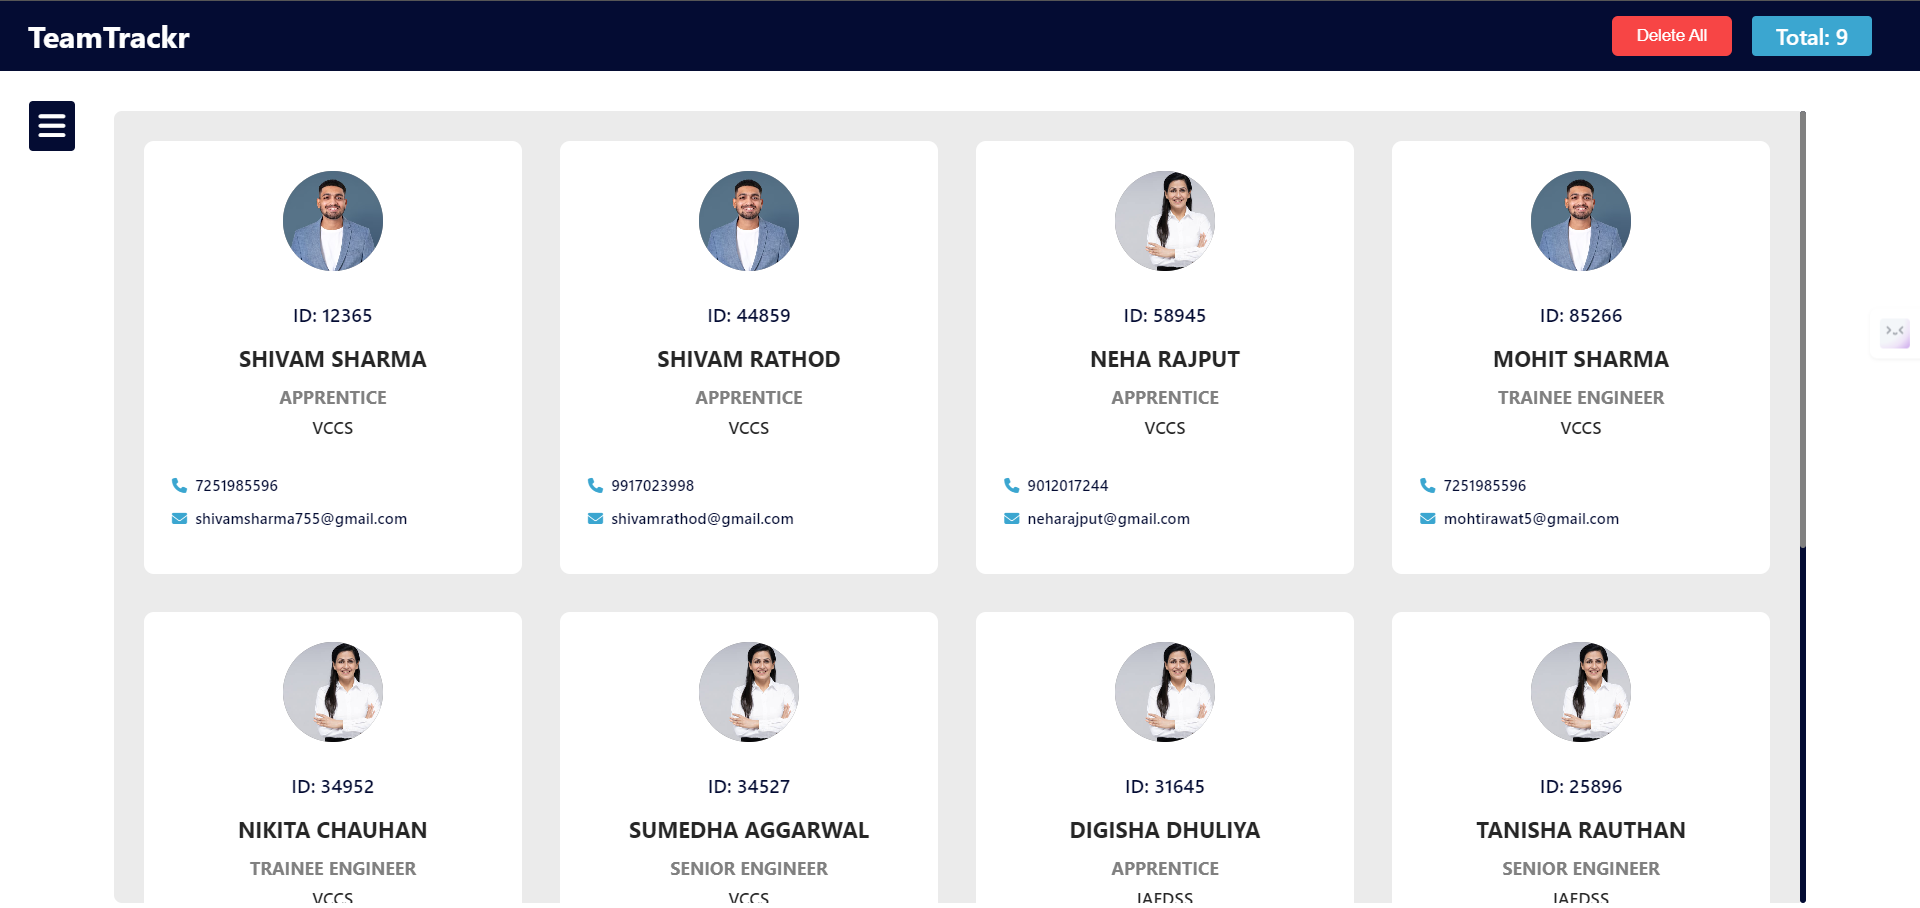 TeamTrackr
Delete All
Total: 9
ID: 12365
SHIVAM SHARMA
APPRENTICE
VCCS
7251985596
shivamsharma755@gmail.com
ID: 44859
SHIVAM RATHOD
APPRENTICE
VCCS
9917023998
shivamrathod@gmail.com
ID: 58945
NEHA RAJPUT
APPRENTICE
VCCS
9012017244
neharajput@gmail.com
ID: 85266
MOHIT SHARMA
TRAINEE ENGINEER
VCCS
7251985596
mohtirawat5@gmail.com
ID: 34952
NIKITA CHAUHAN
TRAINEE ENGINEER
VCCS
ID: 34527
SUMEDHA AGGARWAL
SENIOR ENGINEER
VCCS
ID: 31645
DIGISHA DHULIYA
APPRENTICE
ID: 25896
TANISHA RAUTHAN
SENIOR ENGINEER